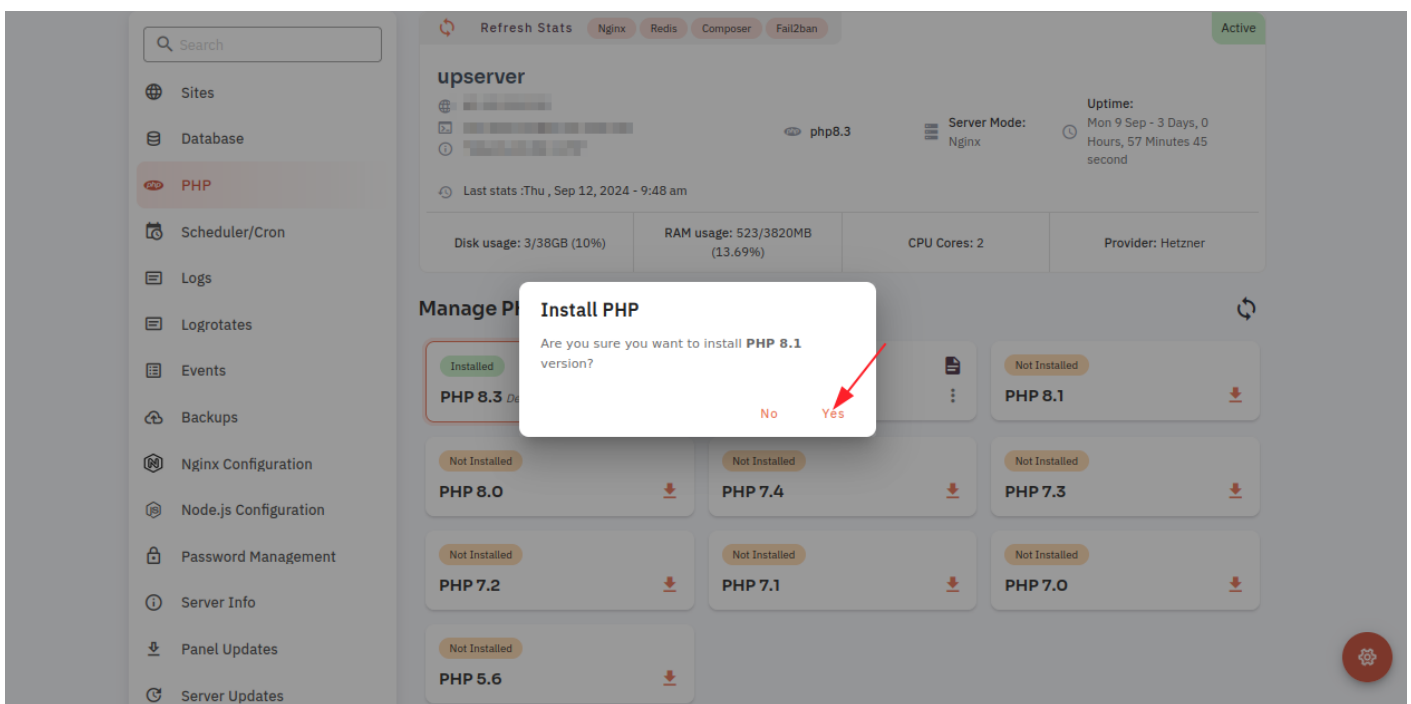 Search
Sites
Database
php
PHP
Scheduler/Cron
Logs
Logrotates
Events
Backups
Nginx Configuration
Node.js Configuration
Password Management
Server Info
Panel Updates
Server Updates
Refresh Stats Nginx Redis Composer Fail2ban
Active
upserver
php8.3
Server Mode:
Nginx
Uptime:
Mon 9 Sep - 3 Days, 0
Hours, 57 Minutes 45
second
Last stats :Thu , Sep 12, 2024 - 9:48 am
Disk usage: 3/38GB (10%)
RAM usage: 523/3820MB
(13.69%)
CPU Cores: 2
Provider: Hetzner
Install PHP
Are you sure you want to install PHP 8.1
version?
No Yes
Installed
PHP 8.3
Not Installed
PHP 8.1
Not Installed
PHP 8.0
Not Installed
PHP 7.4
Not Installed
PHP 7.3
Not Installed
PHP 7.2
Not Installed
PHP 7.1
Not Installed
PHP 7.0
Not Installed
PHP 5.6